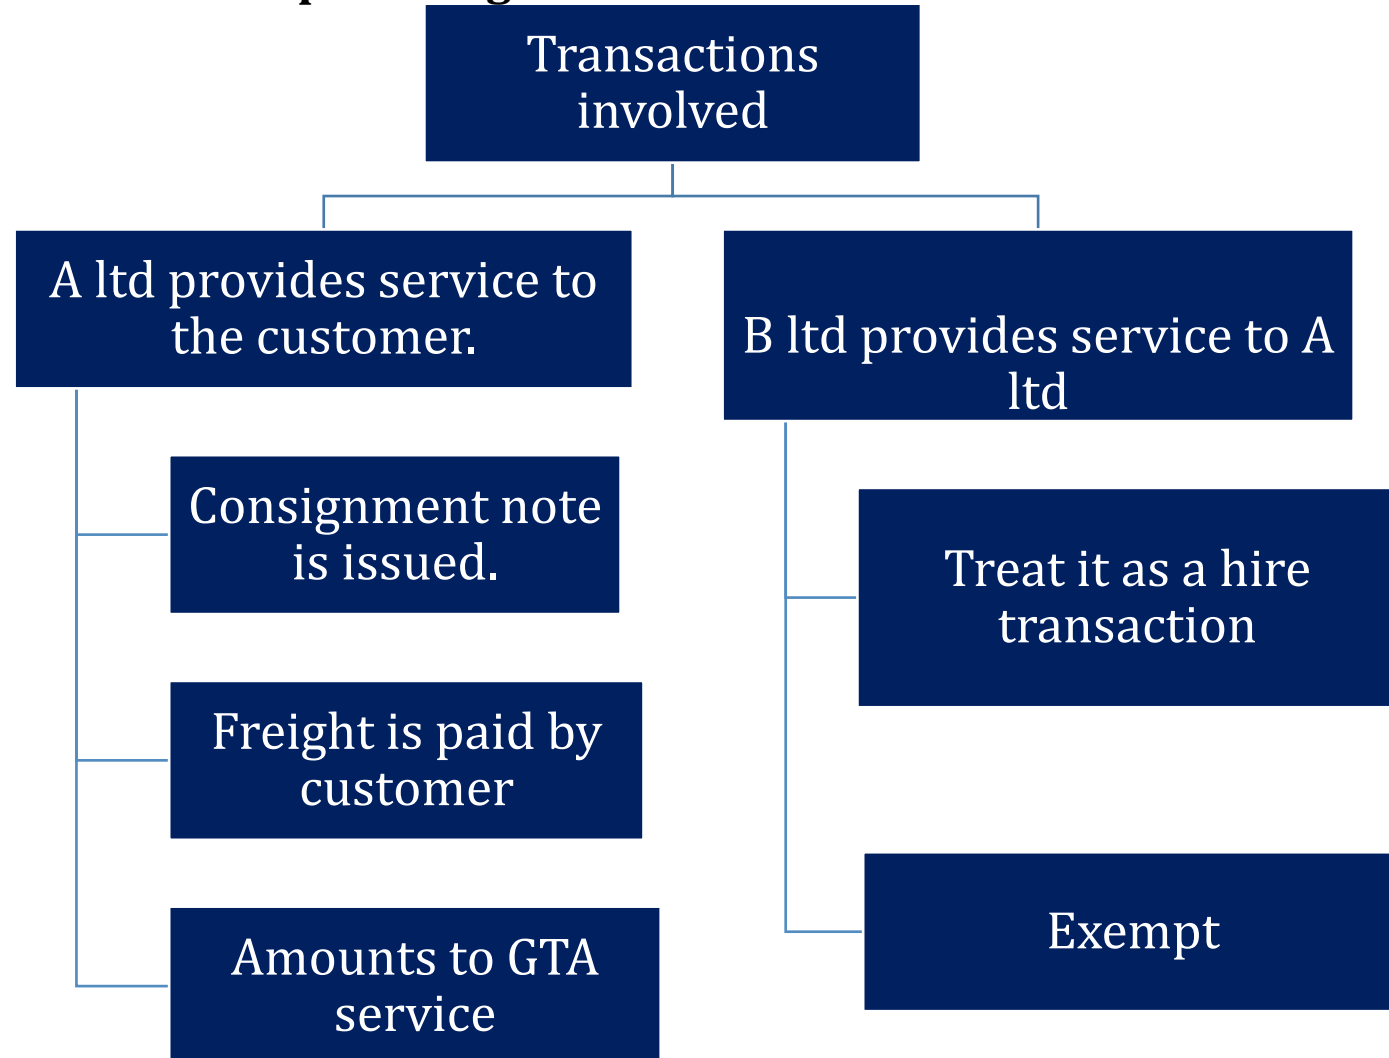 Transactions
involved
A ltd provides service to
the customer.
Consignment note
is issued.
Freight is paid by
customer
Amounts to GTA
service
B ltd provides service to A
ltd
Treat it as a hire
transaction
Exempt